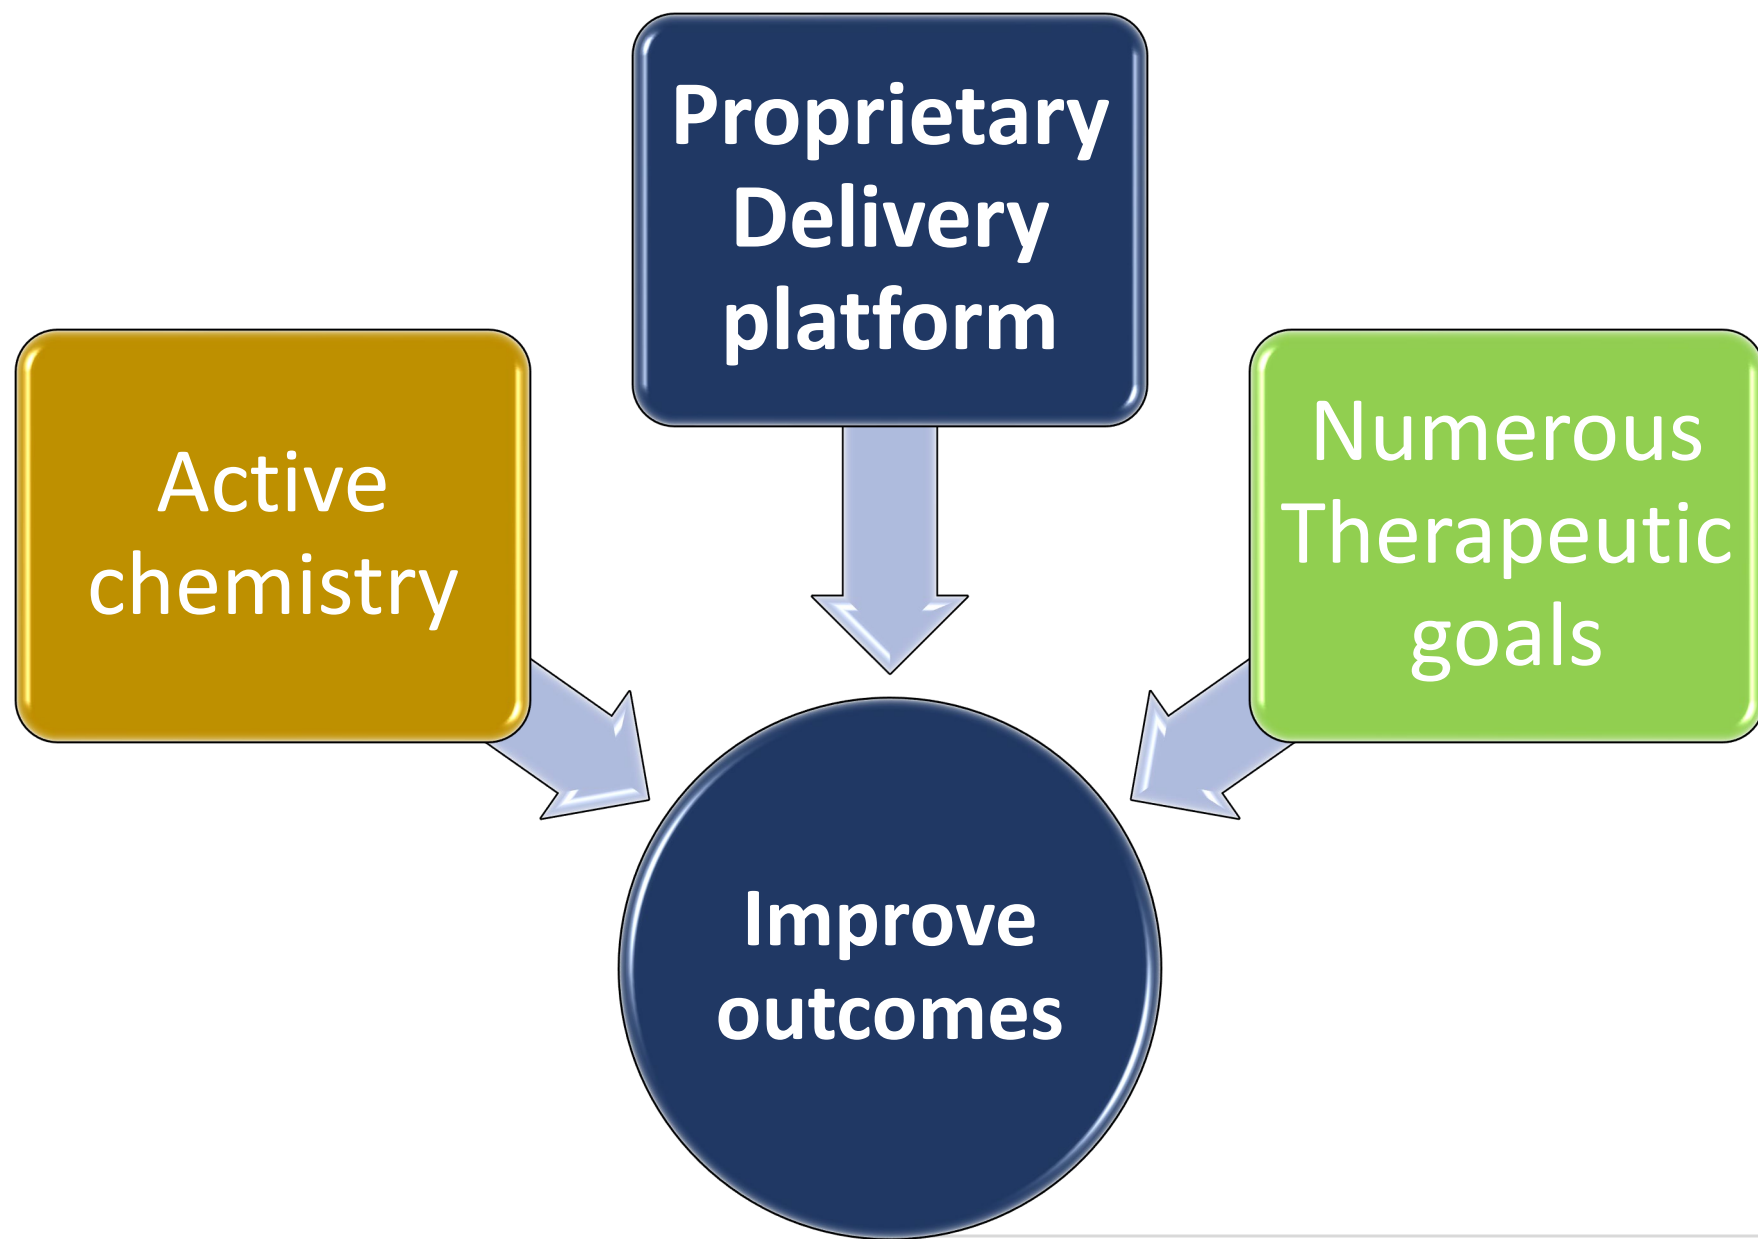 Proprietary
Delivery
platform
Active
chemistry
Numerous
Therapeutic
goals
Improve
outcomes